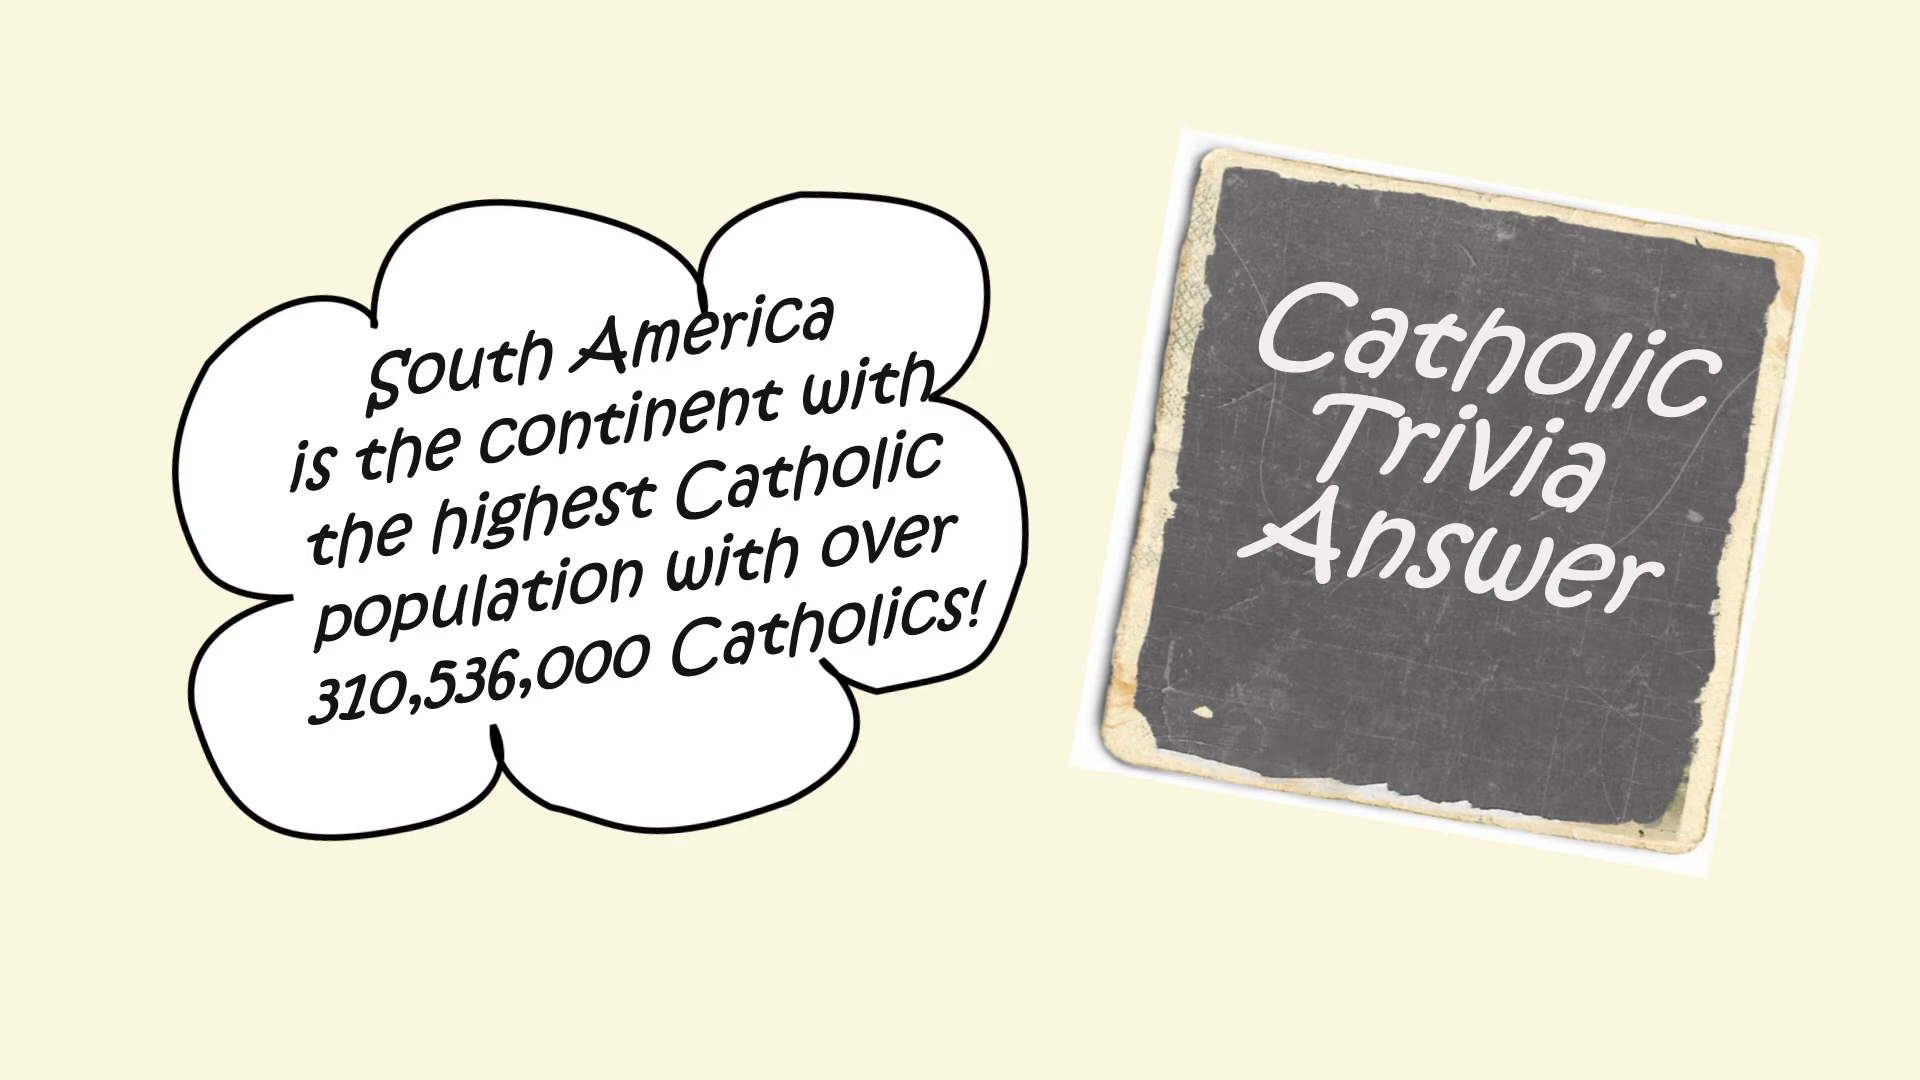 South America
is the continent with
the highest Catholic
population with over
310,536,000 Catholics!
Catholic
Trivia
Answer